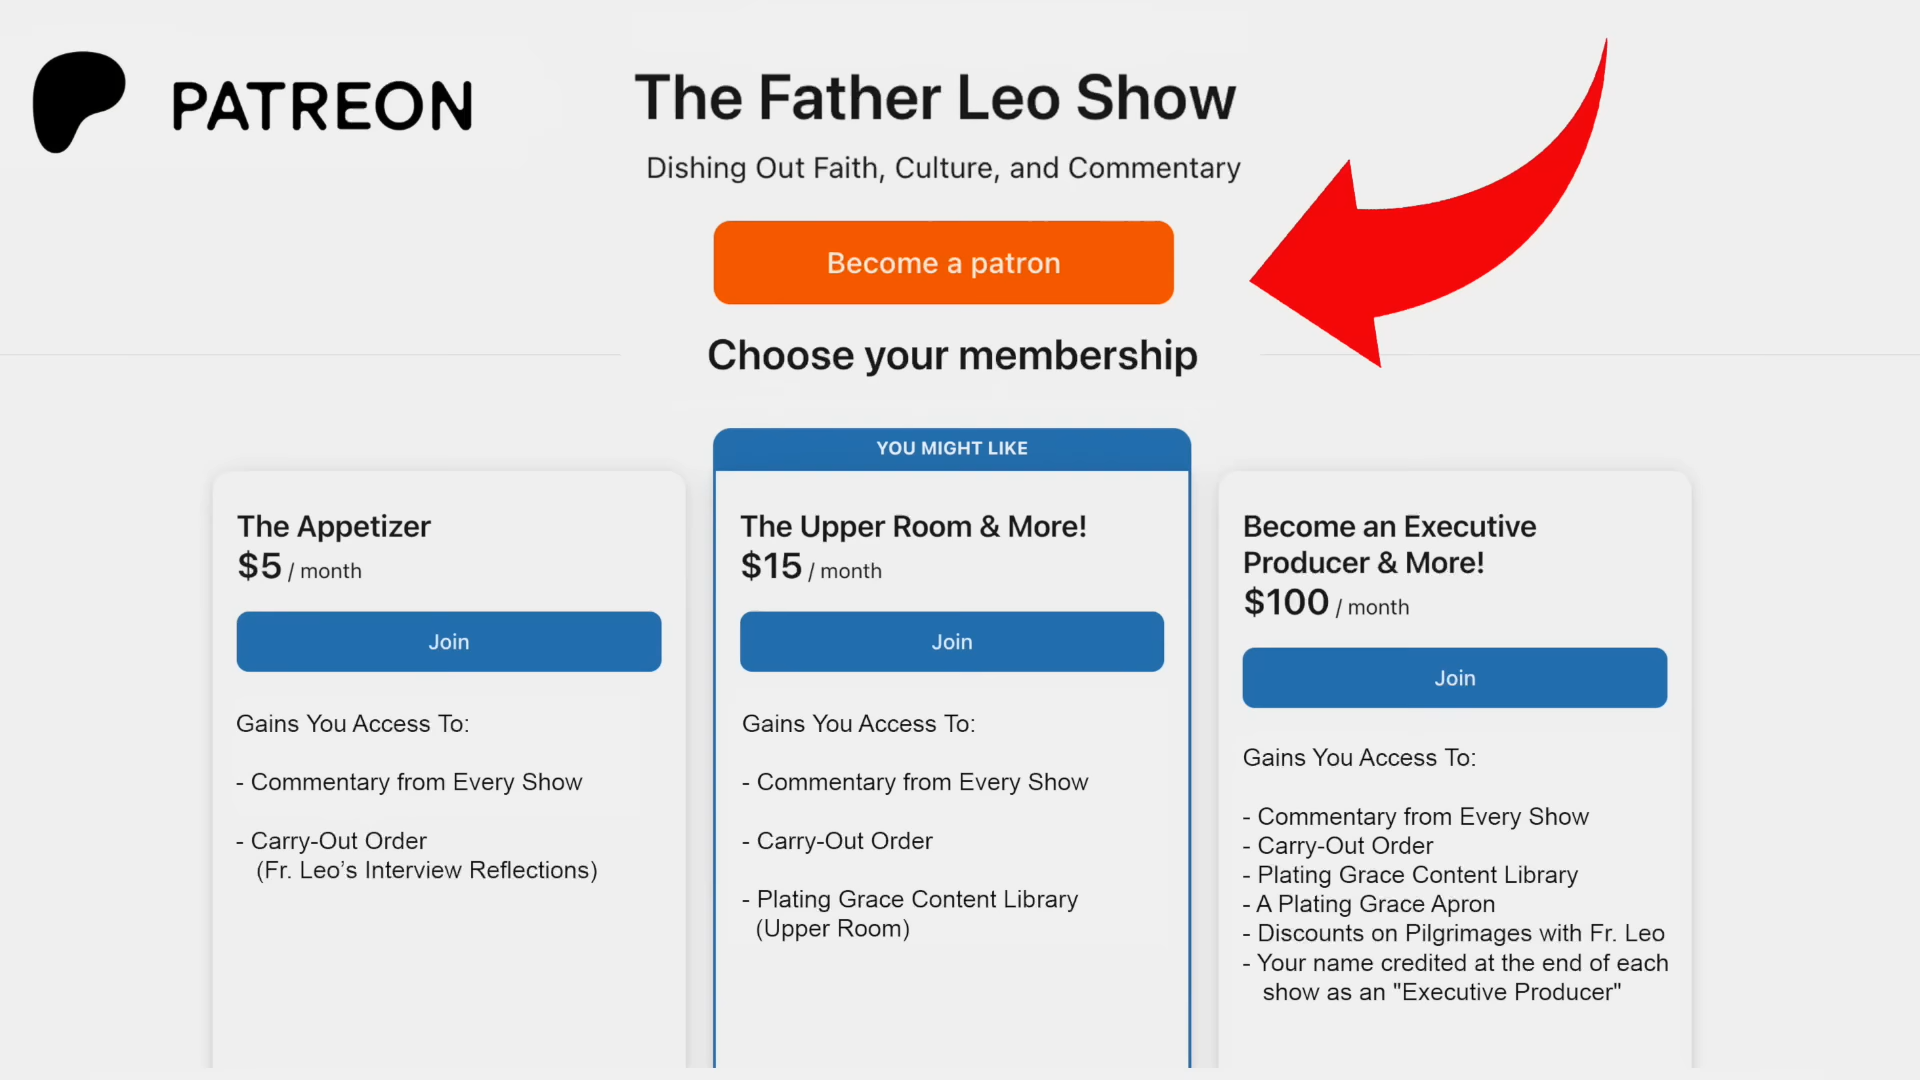 PATREON
The Father Leo Show
Dishing Out Faith, Culture, and Commentary
Become a patron
Choose your membership
The Appetizer
$5 / month
Join
Gains You Access To:
- Commentary from Every Show
- Carry-Out Order
(Fr. Leo’s Interview Reflections)
YOU MIGHT LIKE
The Upper Room & More!
$15 / month
Join
Gains You Access To:
- Commentary from Every Show
- Carry-Out Order
- Plating Grace Content Library
(Upper Room)
Become an Executive
Producer & More!
$100 / month
Join
Gains You Access To:
- Commentary from Every Show
- Carry-Out Order
- Plating Grace Content Library
- A Plating Grace Apron
- Discounts on Pilgrimages with Fr. Leo
- Your name credited at the end of each
show as an "Executive Producer"